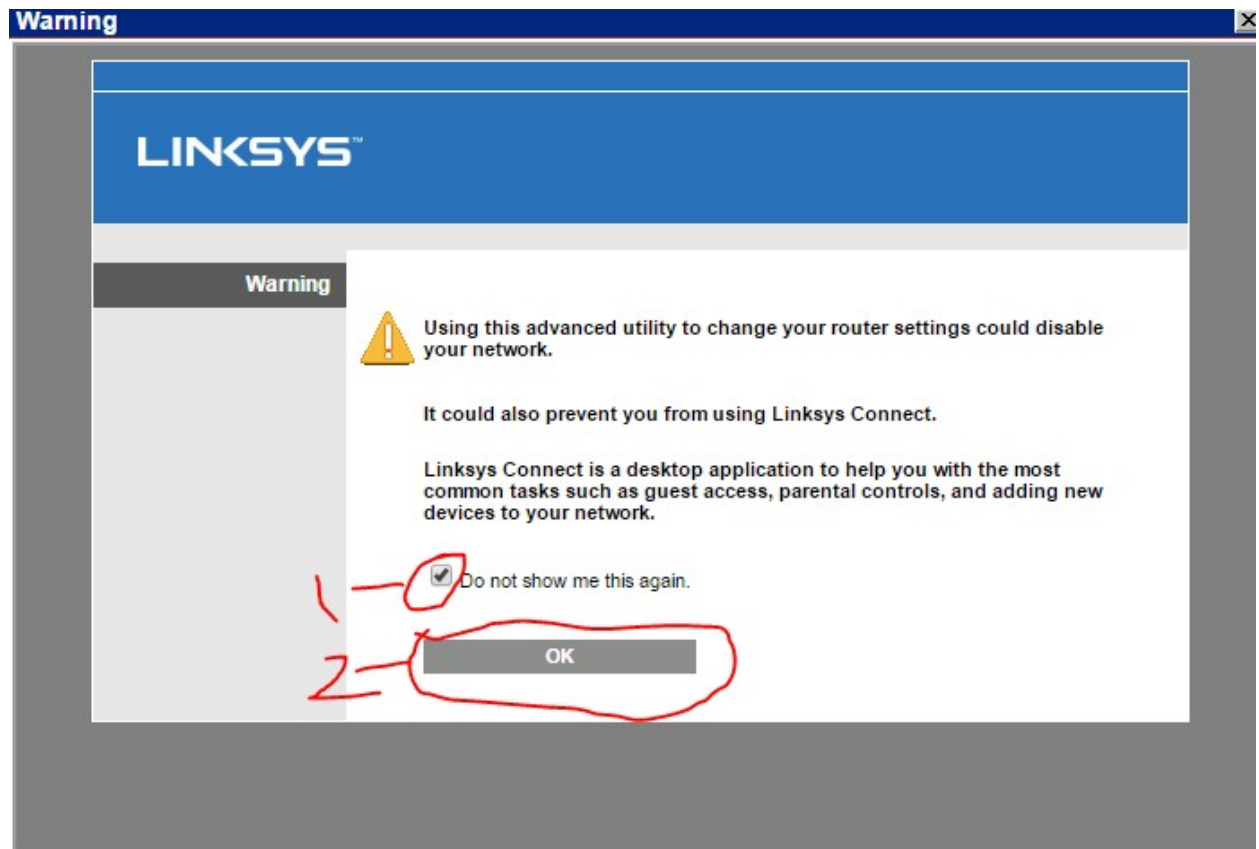 Warning
LINKSYS™
Warning
Using this advanced utility to change your router settings could disable
your network.
It could also prevent you from using Linksys Connect.
Linksys Connect is a desktop application to help you with the most
common tasks such as guest access, parental controls, and adding new
devices to your network.
1
Do not show me this again.
2
OK